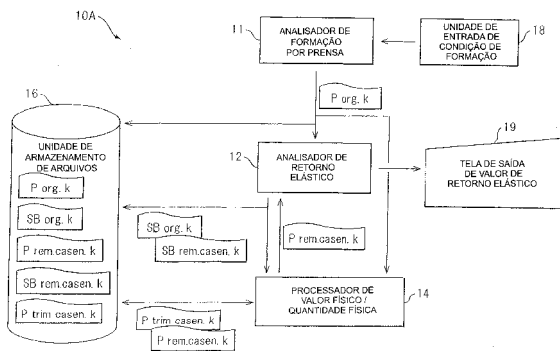 10A
11
ANALISADOR DE
FORMAÇÃO
POR PRENSA
UNIDADE DE
ENTRADA DE
CONDIÇÃO DE
FORMAÇÃO
18
P org. k
16
UNIDADE DE
ARMAZENAMENTO
DE ARQUIVOS
P org. k
SB org. k
P rem.casen. k
SB rem.casen. k
P trim casen. k
12
ANALISADOR DE
RETORNO
ELÁSTICO
19
TELA DE SAÍDA
DE VALOR DE
RETORNO ELÁSTICO
SB org. k
SB rem.casen. k
P rem.casen. k
PROCESSADOR DE
VALOR FÍSICO /
QUANTIDADE FÍSICA
14
P trim casen. k
P rem.casen. k